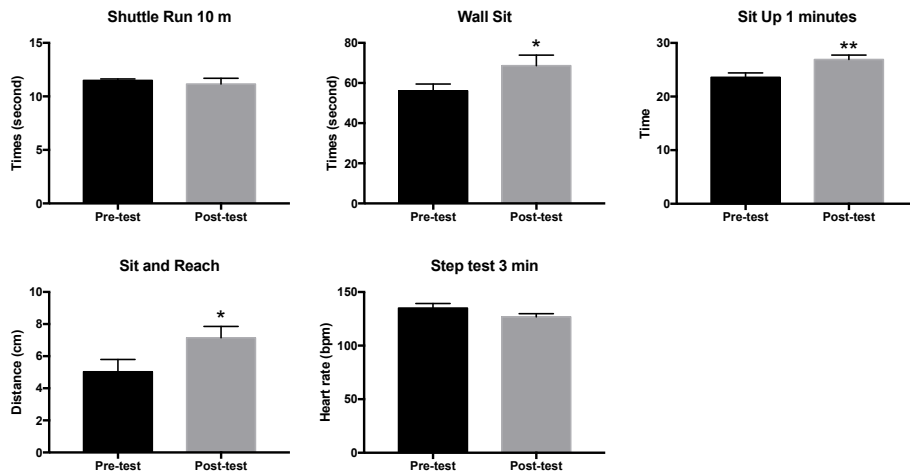 Shuttle Run 10 m
Times (second)
15
10
5
0
Pre-test Post-test
Wall Sit
Times (second)
80
60
40
20
0
*
Pre-test Post-test
Sit Up 1 minutes
Time
30
20
10
0
**
Pre-test Post-test
Sit and Reach
Distance (cm)
10
8
6
4
2
0
*
Pre-test Post-test
Step test 3 min
Heart rate (bpm)
150
100
50
0
Pre-test Post-test